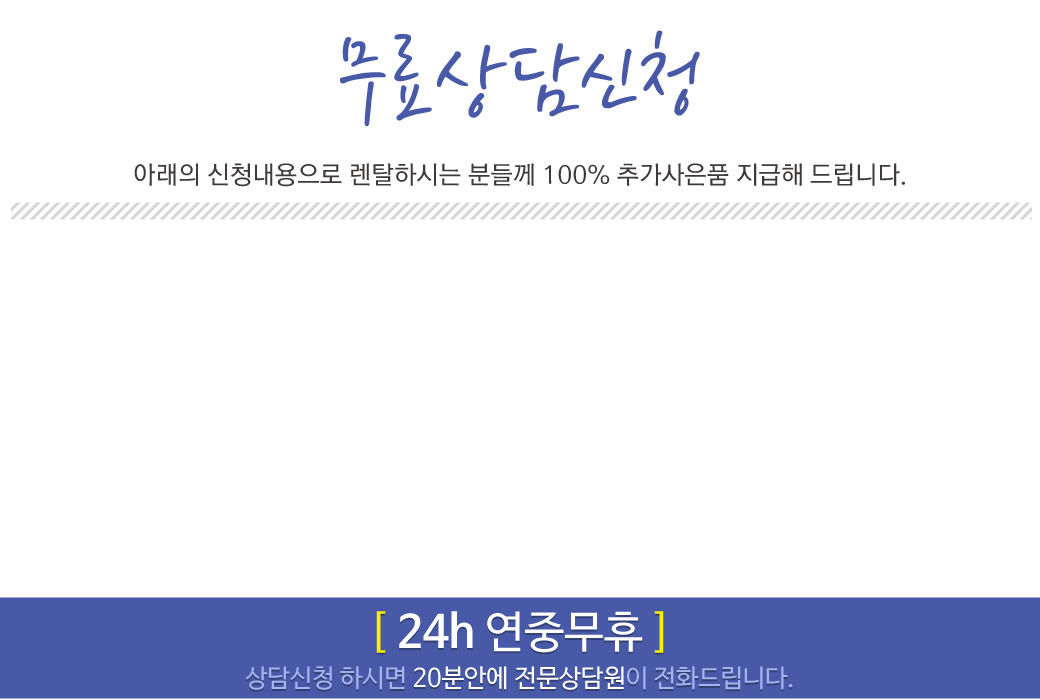 무료상담신청
아래의 신청내용으로 렌탈하시는 분들께 100% 추가사은품 지급해 드립니다.
[ 24h 연중무휴 ]
상담신청 하시면 20분안에 전문상담원이 전화드립니다.